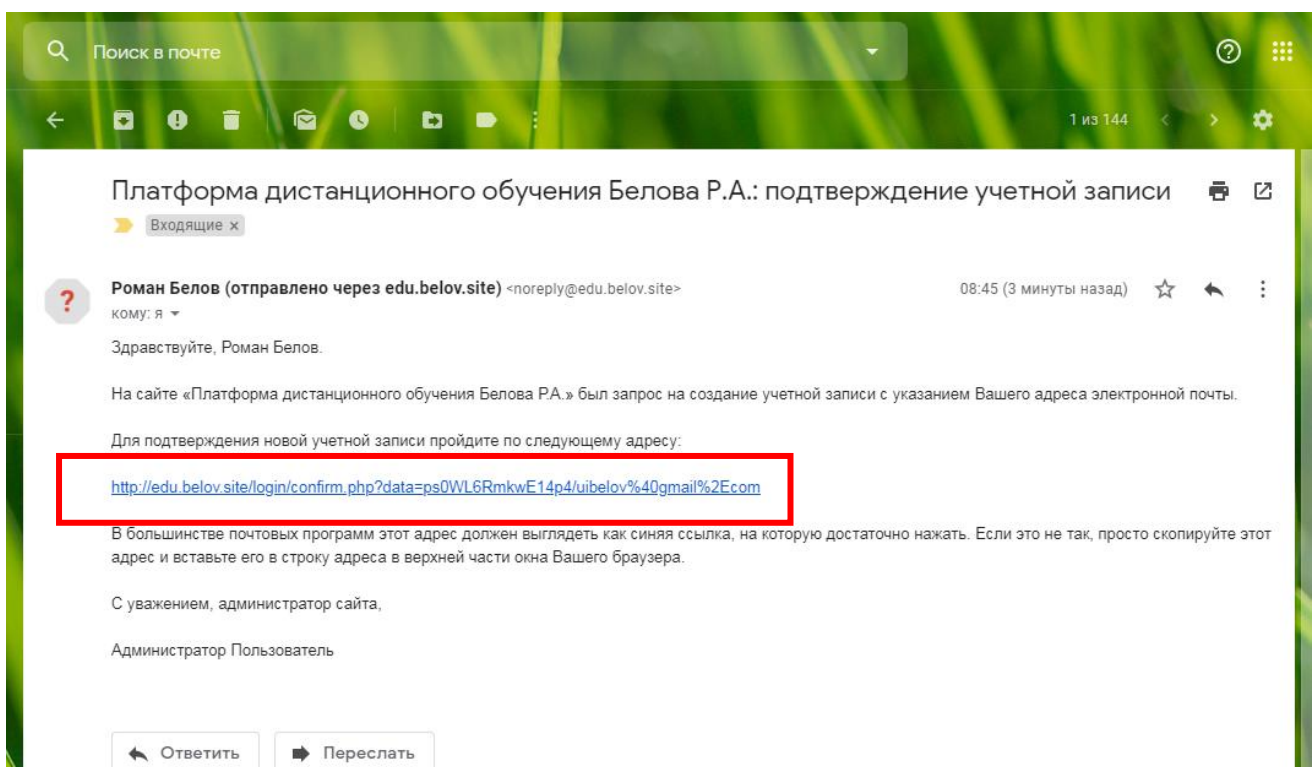 Поиск в почте
1 из 144
Платформа дистанционного обучения Белова Р.А.: подтверждение учетной записи
Входящие ×
Роман Белов (отправлено через edu.belov.site) <noreply@edu.belov.site>
08:45 (3 минуты назад)
кому: я
Здравствуйте, Роман Белов.
На сайте «Платформа дистанционного обучения Белова Р.А.» был запрос на создание учетной записи с указанием Вашего адреса электронной почты.
Для подтверждения новой учетной записи пройдите по следующему адресу:
http://edu.belov.site/login/confirm.php?data=ps0WL6RmkwE14p4/uibelov%40gmail%2Ecom
В большинстве почтовых программ этот адрес должен выглядеть как синяя ссылка, на которую достаточно нажать. Если это не так, просто скопируйте этот
адрес и вставьте его в строку адреса в верхней части окна Вашего браузера.
С уважением, администратор сайта,
Администратор Пользователь
Ответить
Переслать